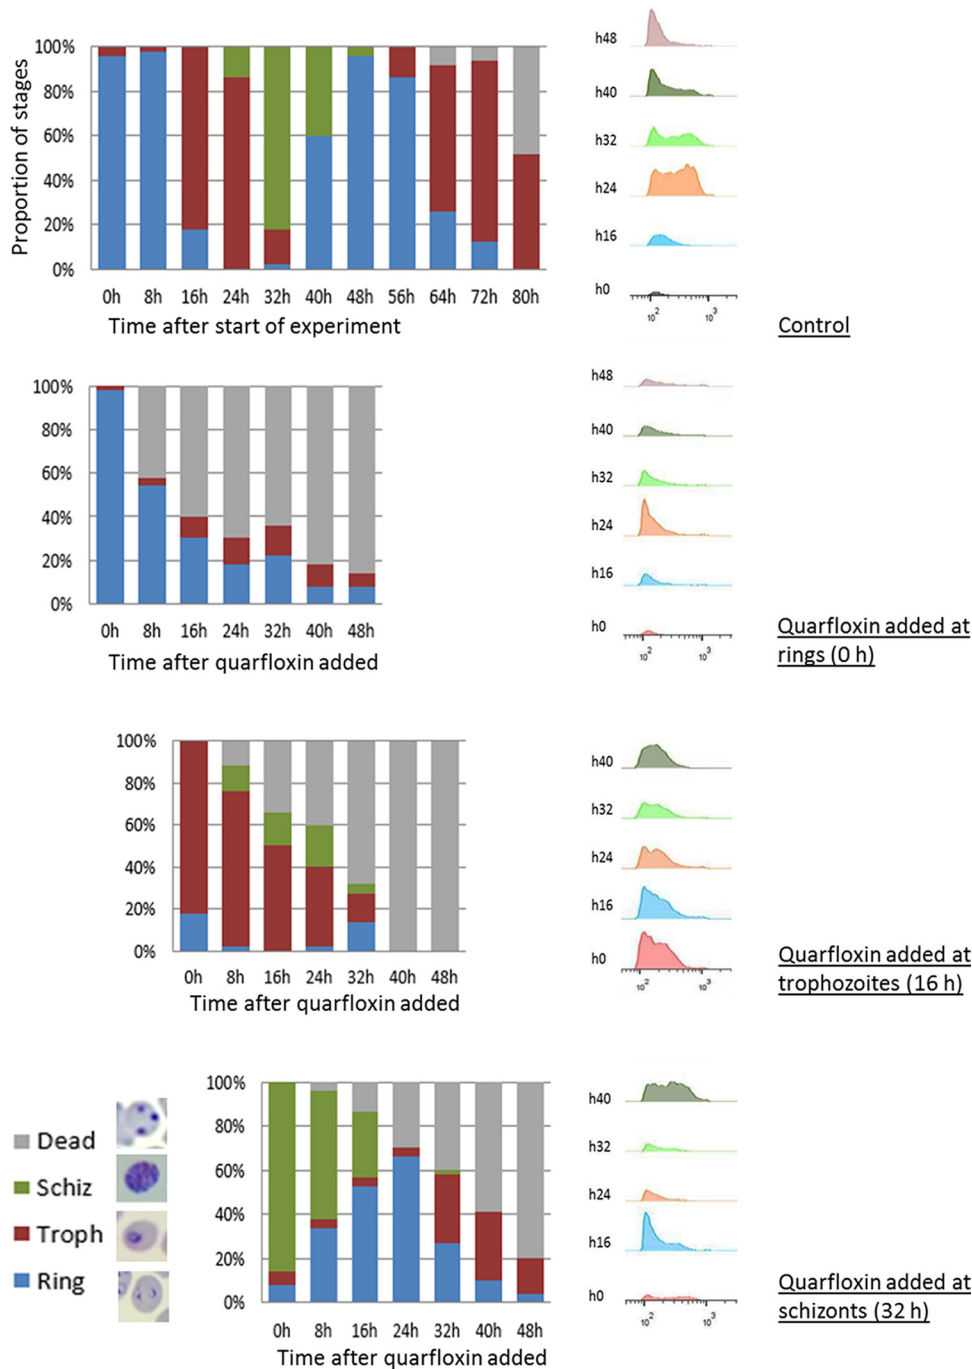 Proportion of stages
100%
80%
60%
40%
20%
0%
0h 8h 16h 24h 32h 40h 48h 56h 64h 72h 80h
Time after start of experiment
h48
h40
h32
h24
h16
h0
10² 10³
Control
100%
80%
60%
40%
20%
0%
0h 8h 16h 24h 32h 40h 48h
Time after quarfloxin added
h48
h40
h32
h24
h16
h0
10² 10³
Quarfloxin added at
rings (0 h)
100%
80%
60%
40%
20%
0%
0h 8h 16h 24h 32h 40h 48h
Time after quarfloxin added
h40
h32
h24
h16
h0
10² 10³
Quarfloxin added at
trophozoites (16 h)
Dead
Schiz
Troph
Ring
100%
80%
60%
40%
20%
0%
0h 8h 16h 24h 32h 40h 48h
Time after quarfloxin added
h40
h32
h24
h16
h0
10² 10³
Quarfloxin added at
schizonts (32 h)